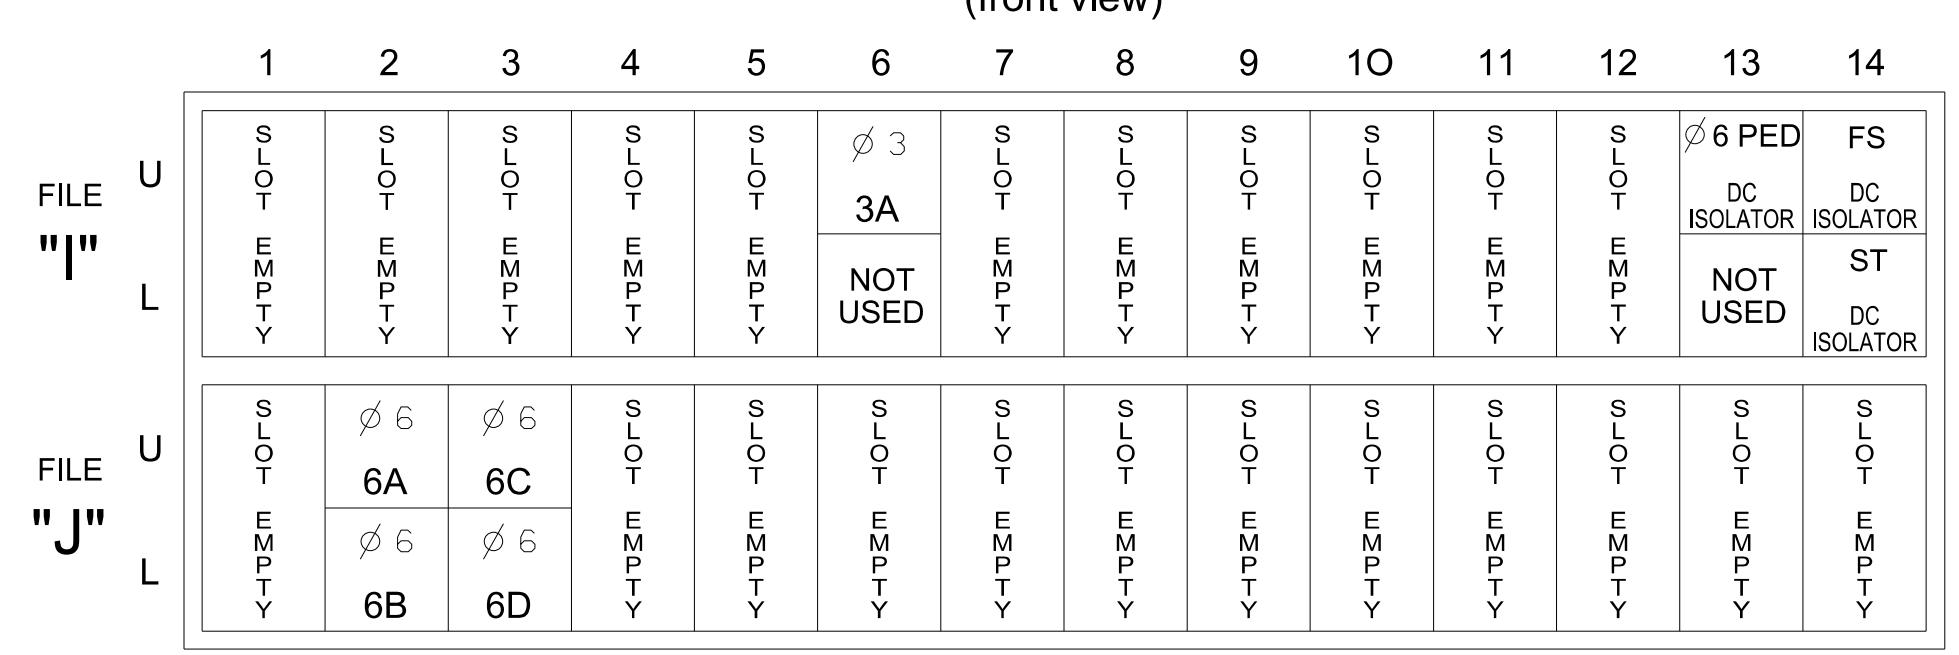 (front view)
1 2 3 4 5 6 7 8 9 1O 11 12 13 14
FILE "I"
U
L
SLOT EMPTY
SLOT EMPTY
SLOT EMPTY
SLOT EMPTY
SLOT EMPTY
∅ 3
3A
NOT
USED
SLOT EMPTY
SLOT EMPTY
SLOT EMPTY
SLOT EMPTY
SLOT EMPTY
SLOT EMPTY
∅ 6 PED
DC
ISOLATOR
NOT
USED
FS
DC
ISOLATOR
ST
DC
ISOLATOR
FILE "J"
U
L
SLOT EMPTY
∅ 6
6A
∅ 6
6B
∅ 6
6C
∅ 6
6D
SLOT EMPTY
SLOT EMPTY
SLOT EMPTY
SLOT EMPTY
SLOT EMPTY
SLOT EMPTY
SLOT EMPTY
SLOT EMPTY
SLOT EMPTY
SLOT EMPTY
SLOT EMPTY